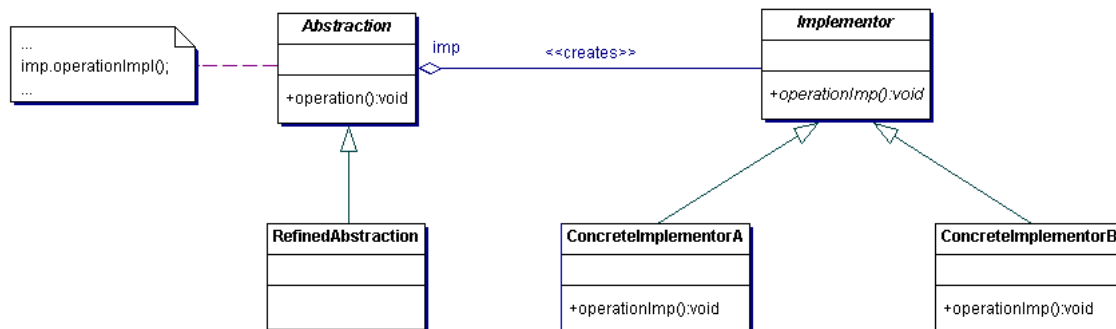 ...
imp.operationImpl();
...
Abstraction
+operation():void
imp
<<creates>>
Implementor
+operationImp():void
RefinedAbstraction
ConcreteImplementorA
+operationImp():void
ConcreteImplementorB
+operationImp():void